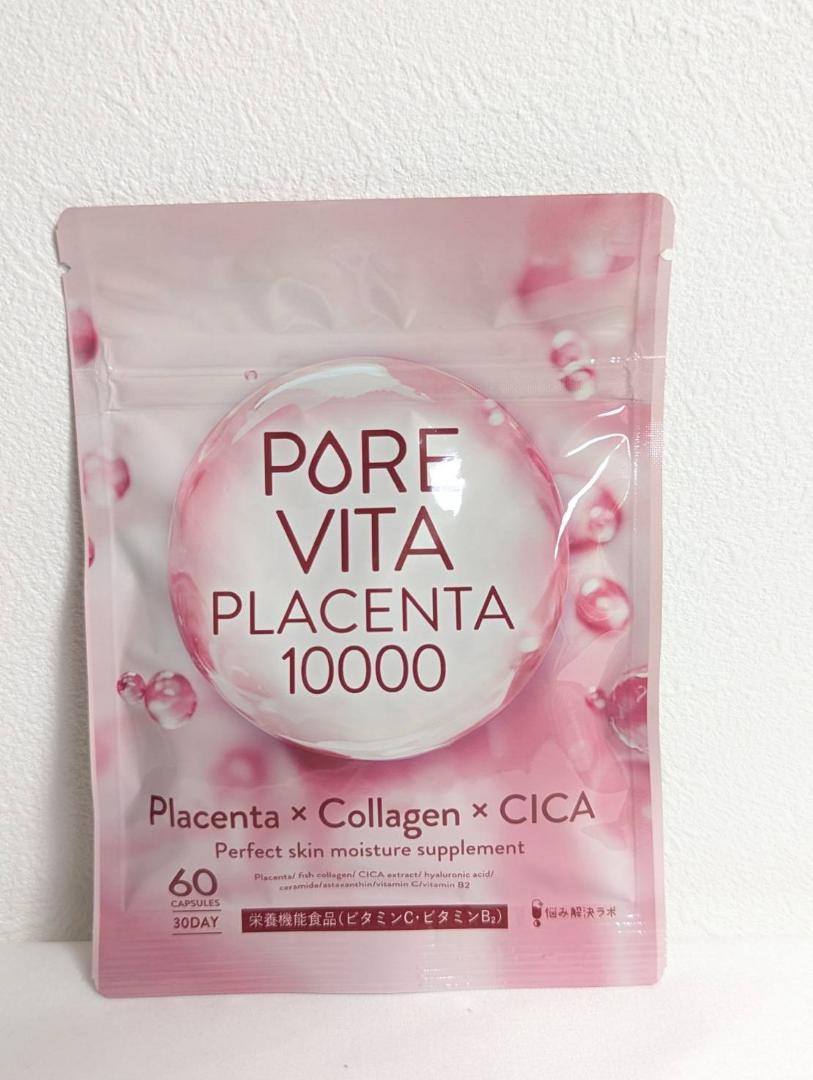 PORE
VITA
PLACENTA
10000
Placenta × Collagen × CICA
Perfect skin moisture supplement
Placenta/ fish collagen/ CICA extract/ hyaluronic acid/
ceramide/astaxanthin/vitamin C/vitamin B2
60
CAPSULES
30DAY
栄養機能食品(ビタミンC・ビタミンB₂)
悩み解決ラボ